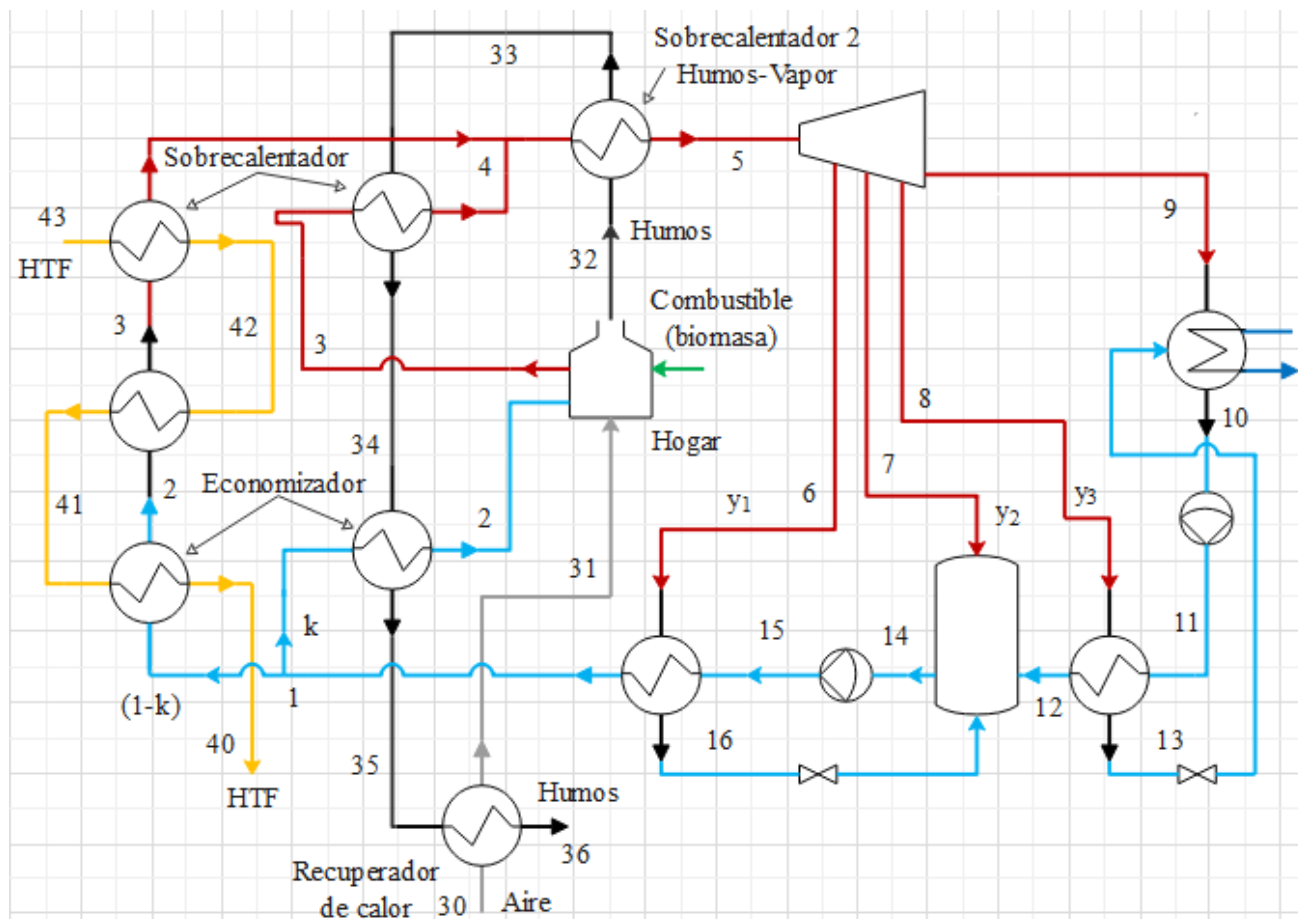 33
Sobrecalentador 2
Humos-Vapor
Sobrecalentador
4
5
43
HTF
9
32
Humos
3
42
Combustible
(biomasa)
3
8
10
Hogar
34
7
Economizador
41
2
2
6
y1
y2
y3
31
k
15
14
11
1
(1-k)
12
40
35
16
13
HTF
Humos
36
Recuperador
de calor
30
Aire